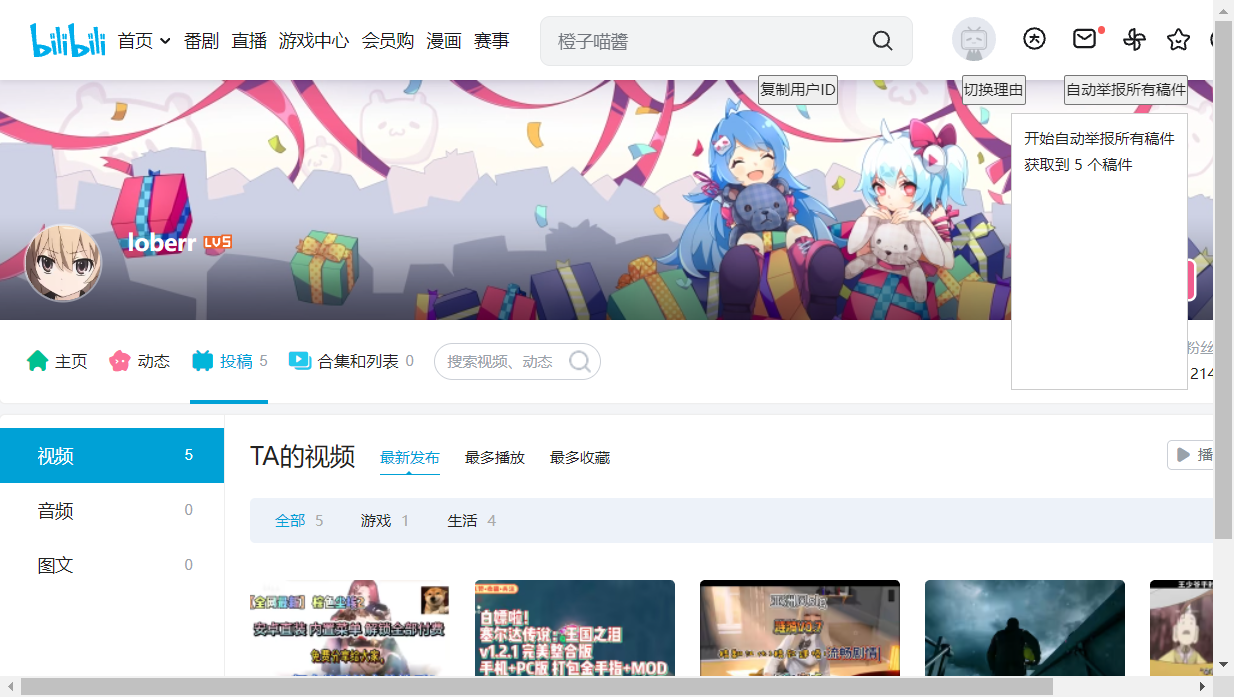 bilibili 首页 番剧 直播 游戏中心 会员购 漫画 赛事 橙子喵醬
复制用户ID 切换理由 自动举报所有稿件
开始自动举报所有稿件
获取到 5 个稿件
loberr LV5
主页 动态 投稿 5 合集和列表 0 搜索视频、动态 粉丝
214
视频 5
音频 0
图文 0
TA的视频 最新发布 最多播放 最多收藏 播
全部 5 游戏 1 生活 4
【全网最新】橙色坐标?
安卓直装 内置菜单 解锁全部付费
免费分享给大家,
白嫖啦!
塞尔达传说:王国之泪
v1.2.1 完美整合版
手机+PC版 打包金手指+MOD
流畅剧情